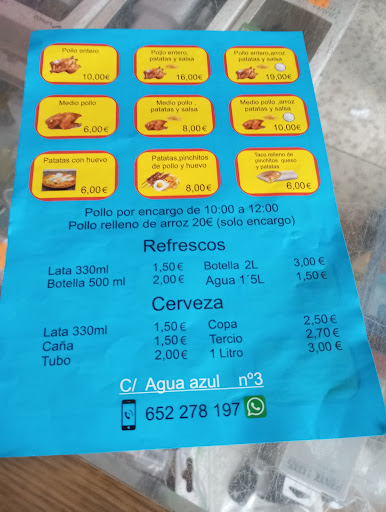 Pollo entero
10,00€
Pollo entero,
patatas y salsa
16,00€
Pollo entero,arroz
patatas y salsa
19,00€
Medio pollo
6,00€
Medio pollo ,
patatas y salsa
8,00€
Medio pollo ,arroz
patatas y salsa
10,00€
Patatas con huevo
6,00€
Patatas,pinchitos
de pollo y huevo
8,00€
Taco,relleno de
pinchitos, queso
y patatas
6,00€
Pollo por encargo de 10:00 a 12:00
Pollo relleno de arroz 20€ (solo encargo)
Refrescos
Lata 330ml 1,50€ Botella 2L 3,00 €
Botella 500 ml 2,00€ Agua 1´5L 1,50€
Cerveza
Lata 330ml 1,50€ Copa 2,50€
Caña 1,50€ Tercio 2,70€
Tubo 2,00€ 1 Litro 3,00€
C/ Agua azul nº3
652 278 197